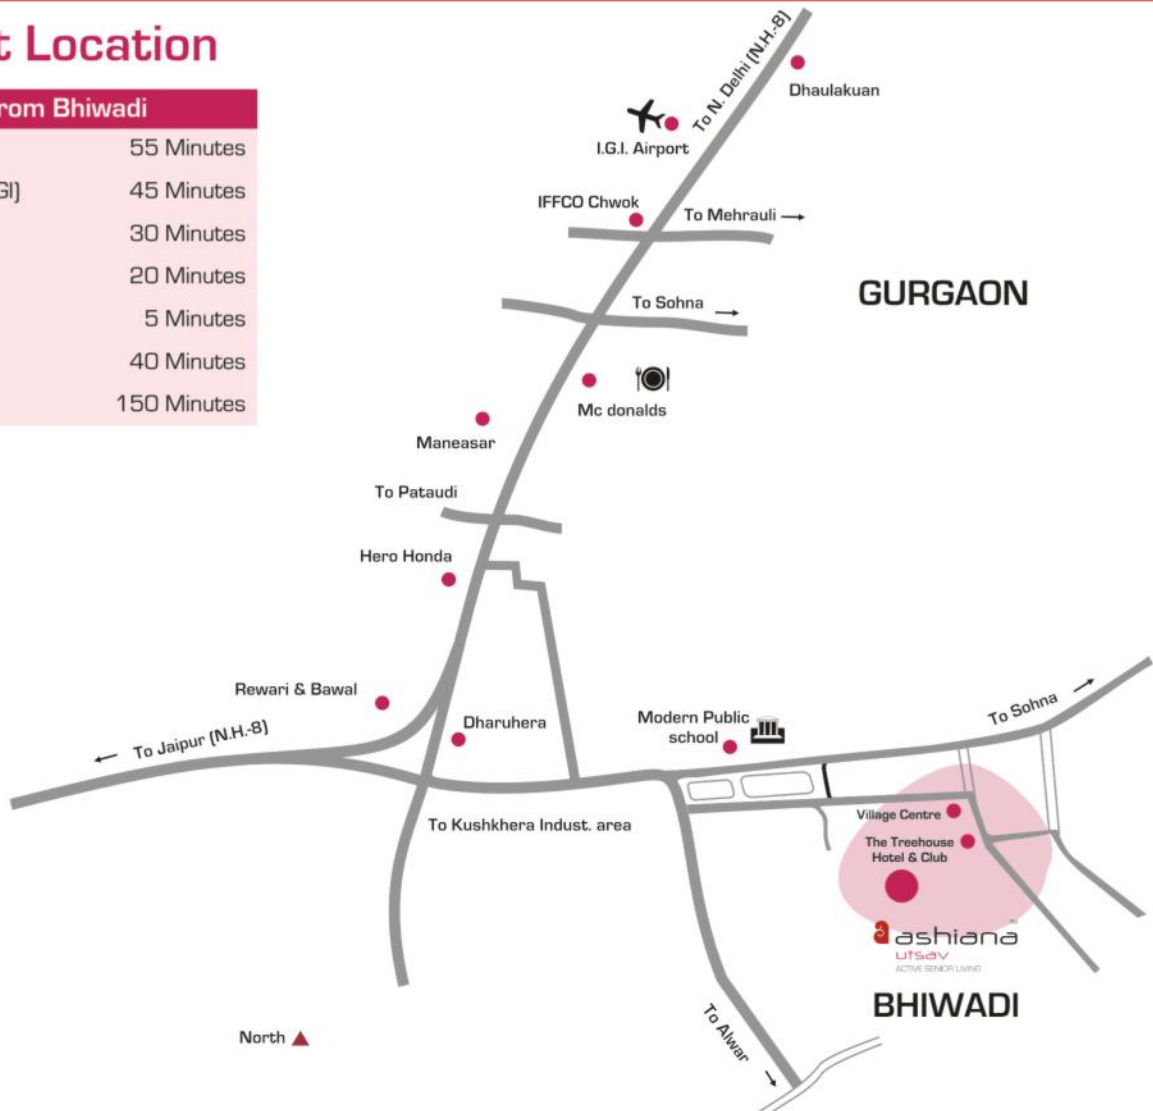 t Location
rom Bhiwadi
55 Minutes
GI) 45 Minutes
30 Minutes
20 Minutes
5 Minutes
40 Minutes
150 Minutes
To N. Delhi (N.H.-8)
Dhaulakuan
I.G.I. Airport
IFFCO Chwok
To Mehrauli
GURGAON
To Sohna
Mc donalds
Maneasar
To Pataudi
Hero Honda
Rewari & Bawal
To Jaipur (N.H.-8)
Dharuhera
Modern Public
school
To Sohna
To Kushkhera Indust. area
Village Centre
The Treehouse
Hotel & Club
ashiana
utsav
ACTIVE SENIOR LIVING
BHIWADI
To Alwar
North